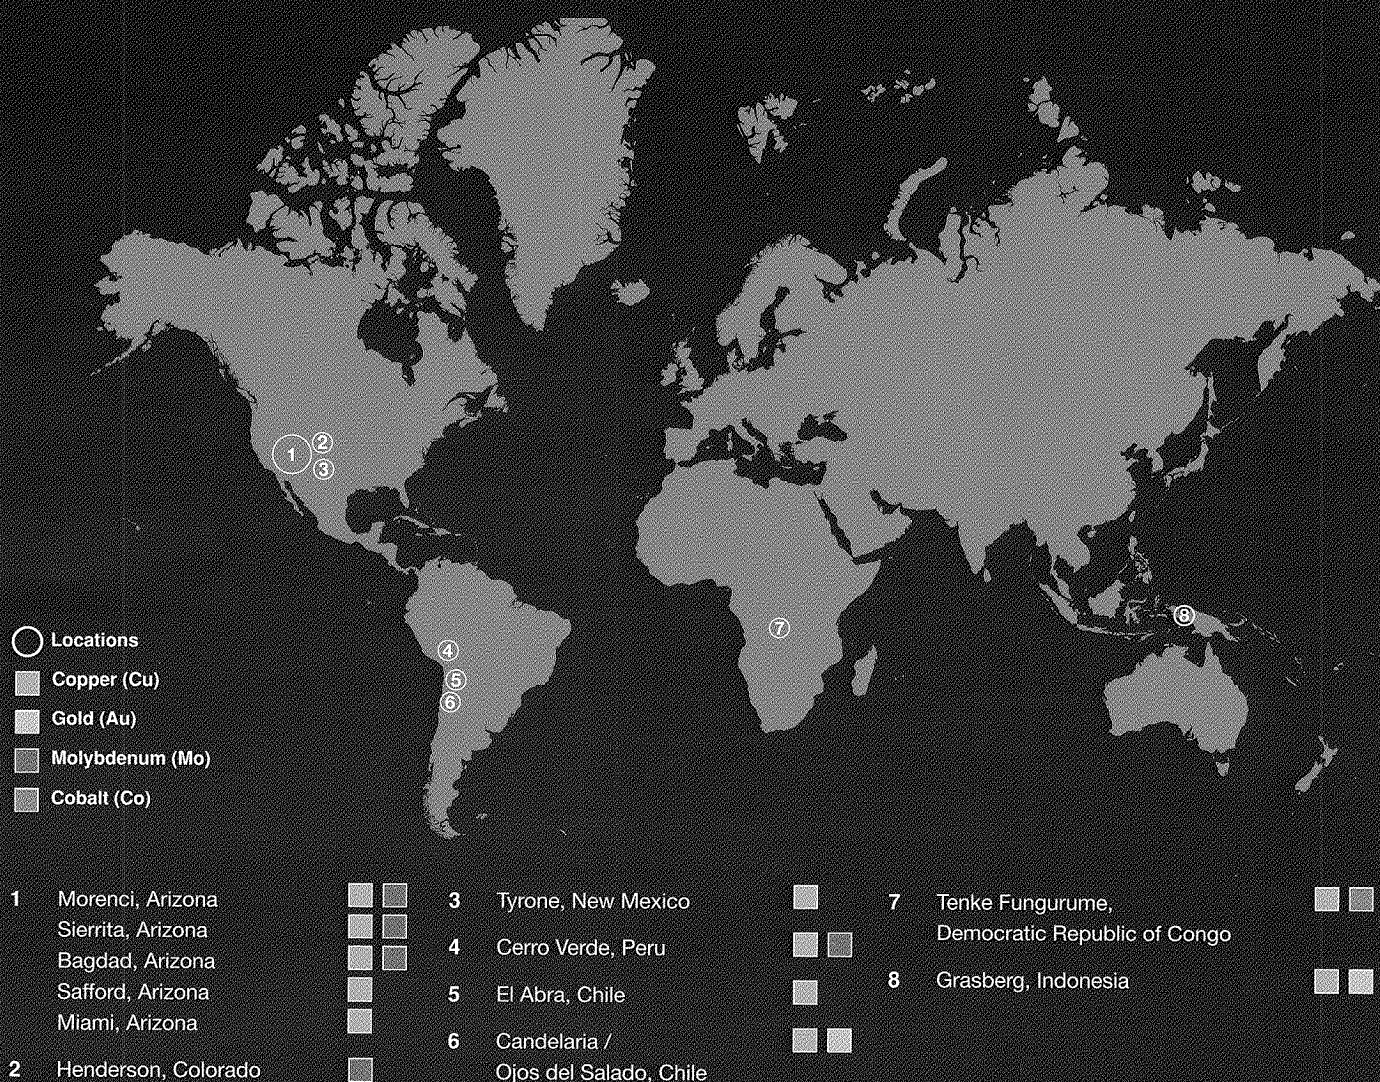 1
2
3
4
5
6
7
8
Locations
Copper (Cu)
Gold (Au)
Molybdenum (Mo)
Cobalt (Co)
1 Morenci, Arizona
Sierrita, Arizona
Bagdad, Arizona
Safford, Arizona
Miami, Arizona
2 Henderson, Colorado
3 Tyrone, New Mexico
4 Cerro Verde, Peru
5 El Abra, Chile
6 Candelaria /
Ojos del Salado, Chile
7 Tenke Fungurume,
Democratic Republic of Congo
8 Grasberg, Indonesia